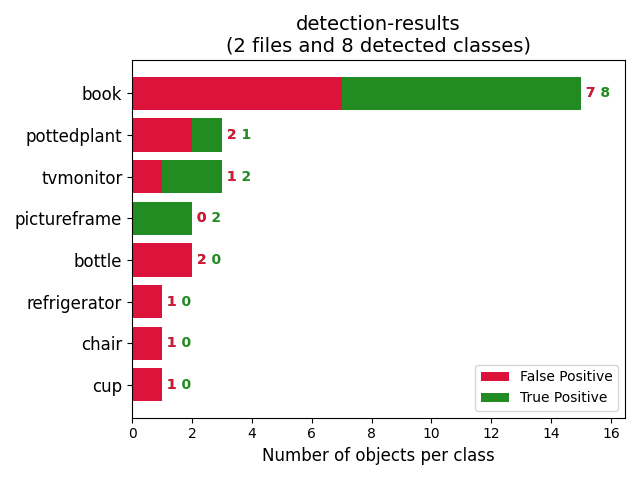 detection-results
(2 files and 8 detected classes)
book 7 8
pottedplant 2 1
tvmonitor 1 2
pictureframe 0 2
bottle 2 0
refrigerator 1 0
chair 1 0
cup 1 0
False Positive
True Positive
0 2 4 6 8 10 12 14 16
Number of objects per class